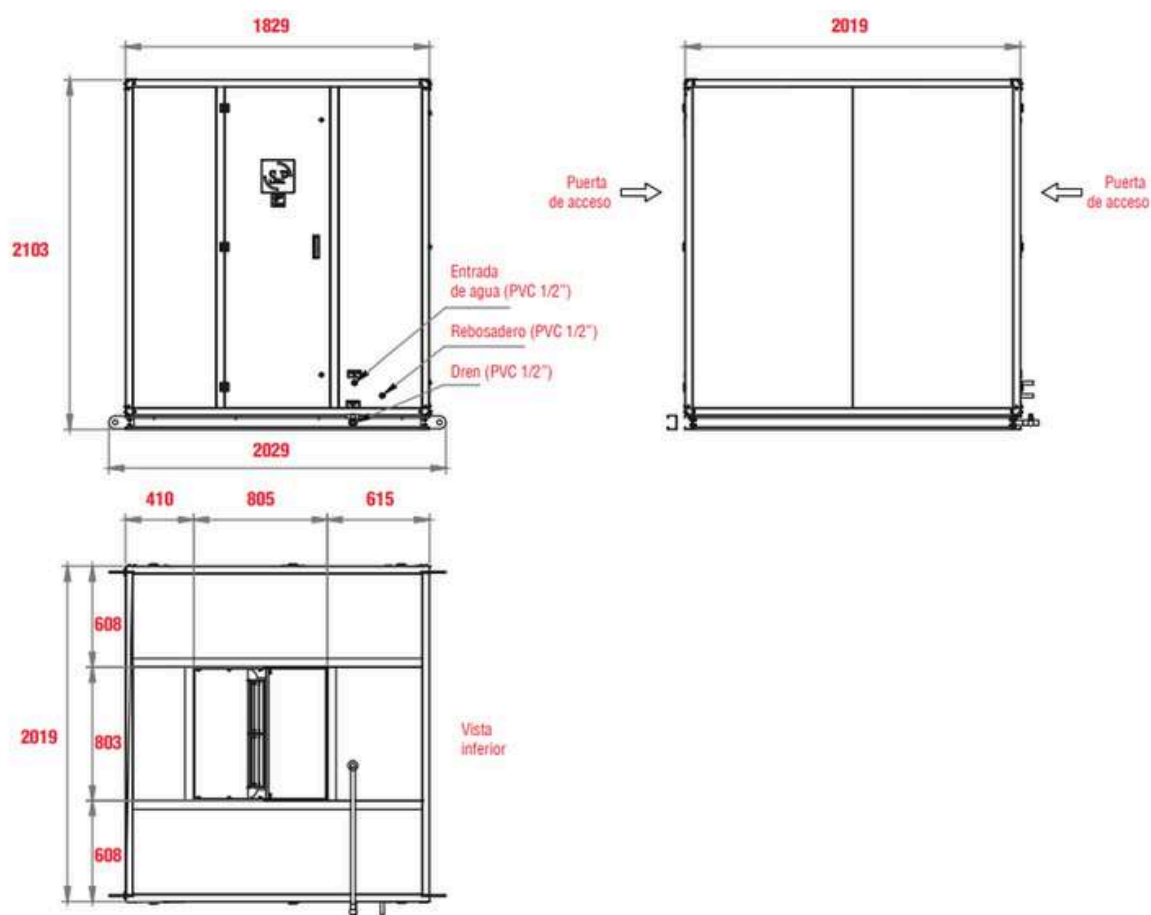 1829
2019
Puerta
de acceso
Puerta
de acceso
2103
Entrada
de agua (PVC 1/2")
Rebosadero (PVC 1/2")
Dren (PVC 1/2")
2029
410
805
615
608
2019
803
Vista
inferior
608